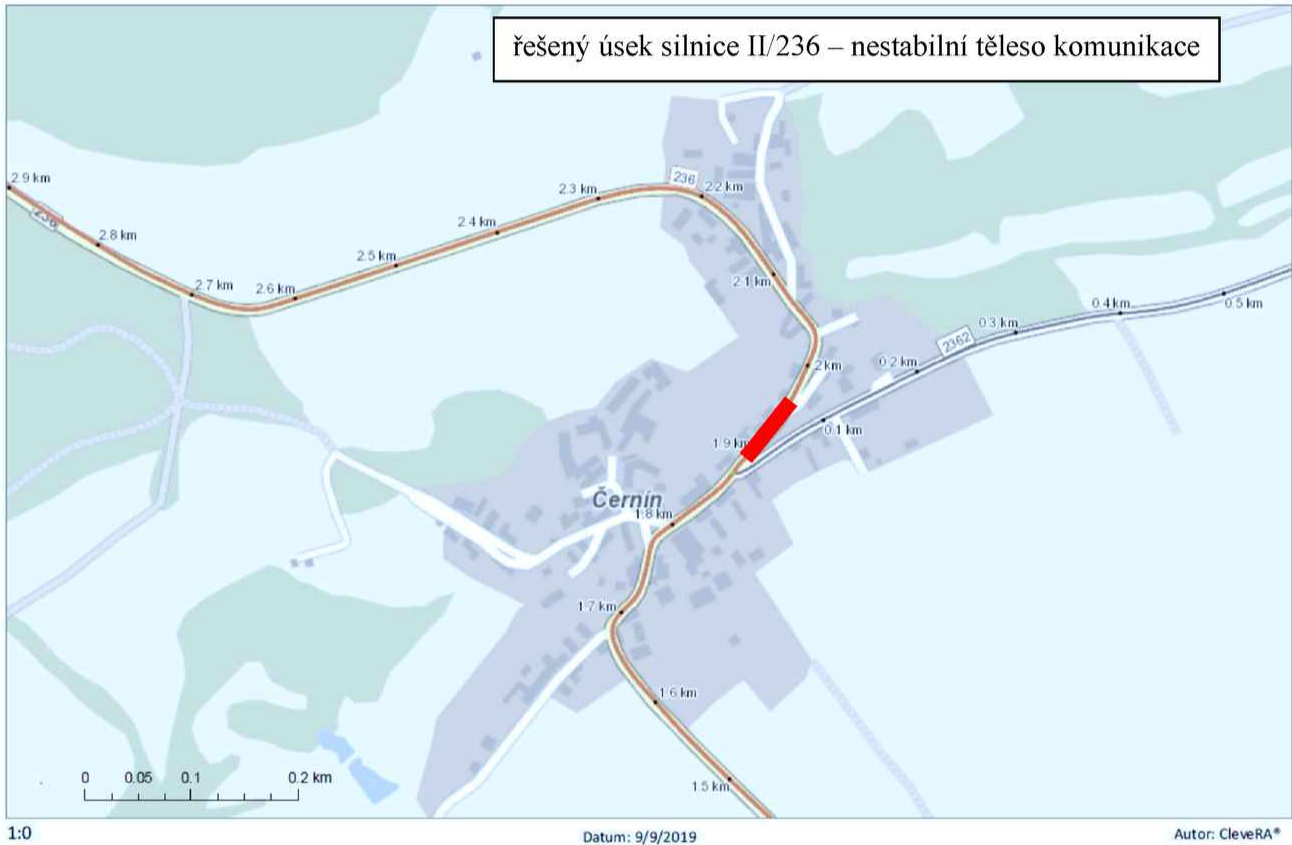 řešený úsek silnice II/236 – nestabilní těleso komunikace
2.9 km
236
2.8 km
2.7 km
2.6 km
2.5 km
2.4 km
2.3 km
236
2.2 km
2.1 km
2 km
1.9 km
0.1 km
0.2 km
2362
0.3 km
0.4 km
0.5 km
Černín
1.8 km
1.7 km
1.6 km
1.5 km
0 0.05 0.1 0.2 km
1:0
Datum: 9/9/2019
Autor: CleveRA®